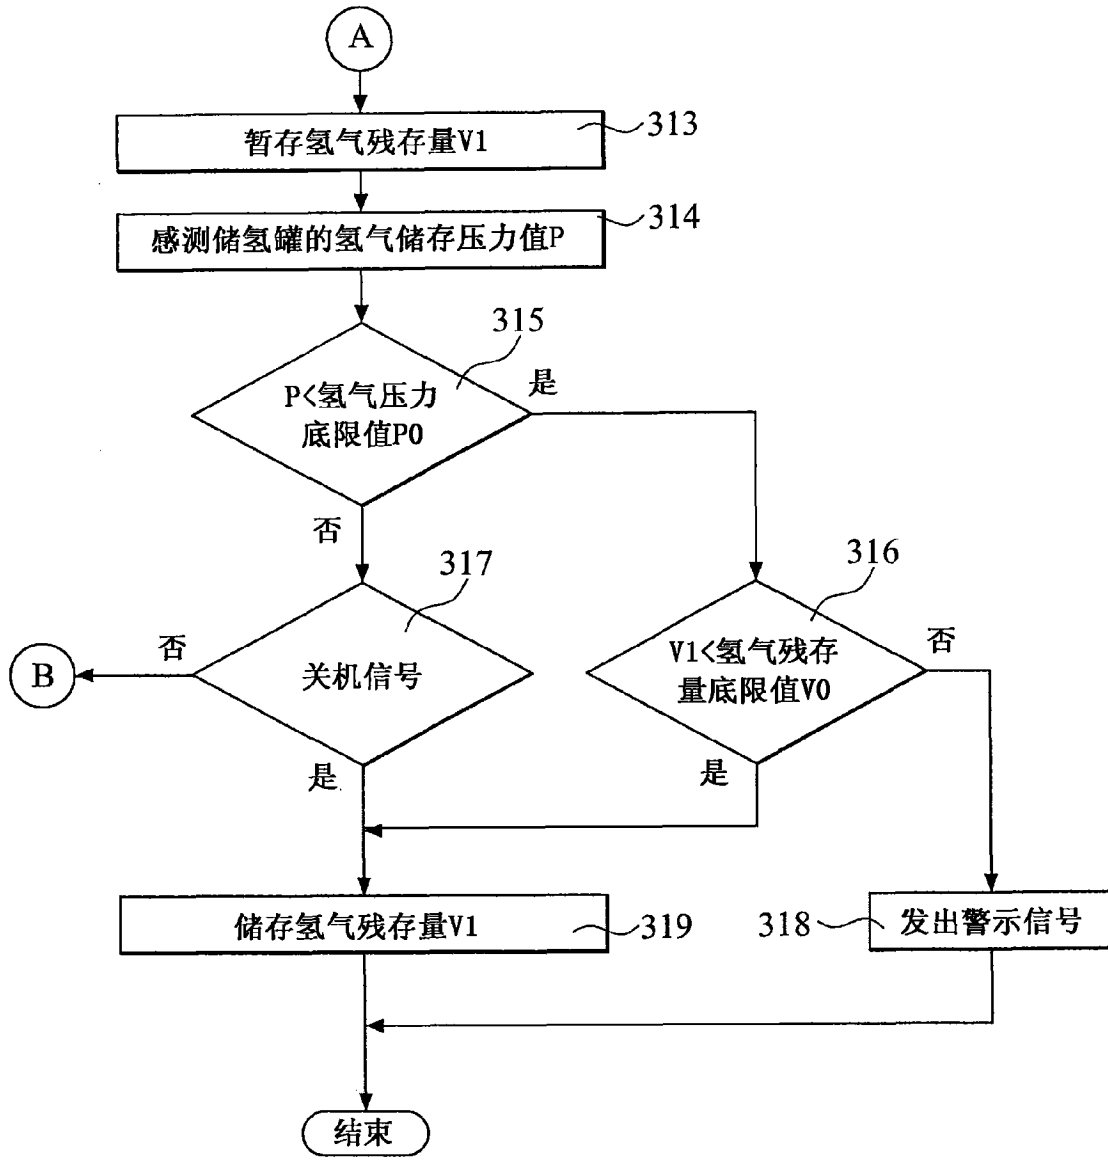 A
暂存氢气残存量V1
313
感测储氢罐的氢气储存压力值P
314
315
P<氢气压力
底限值P0
是
否
317
316
否
B
关机信号
V1<氢气残存
量底限值V0
否
是
是
储存氢气残存量V1
319
318
发出警示信号
结束